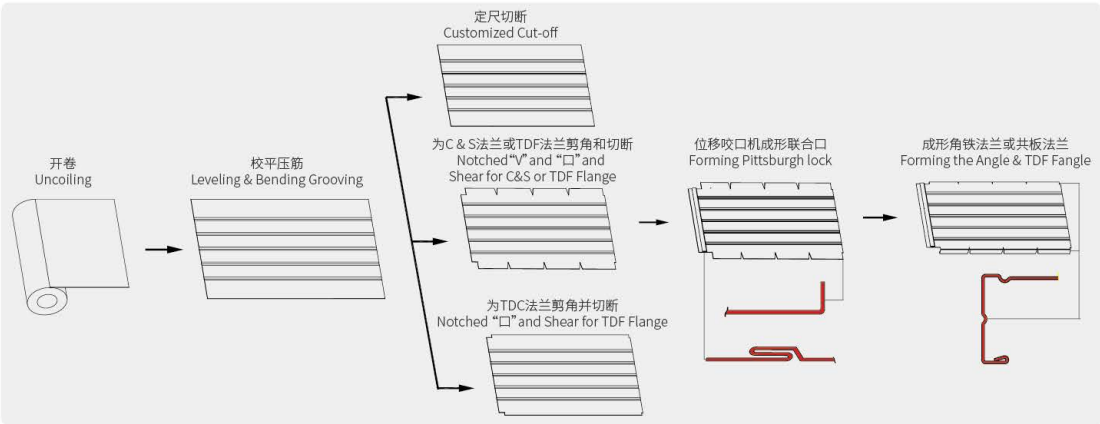 开卷
Uncoiling
校平压筋
Leveling & Bending Grooving
定尺切断
Customized Cut-off
为C & S法兰或TDF法兰剪角和切断
Notched“V”and “口”and
Shear for C&S or TDF Flange
为TDC法兰剪角并切断
Notched “口”and Shear for TDF Flange
位移咬口机成形联合口
Forming Pittsburgh lock
成形角铁法兰或共板法兰
Forming the Angle & TDF Fangle